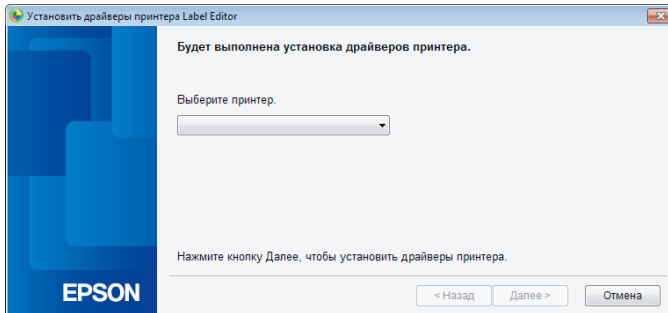 Установить драйверы принтера Label Editor
Будет выполнена установка драйверов принтера.
Выберите принтер.
Нажмите кнопку Далее, чтобы установить драйверы принтера.
EPSON
< Назад
Далее >
Отмена